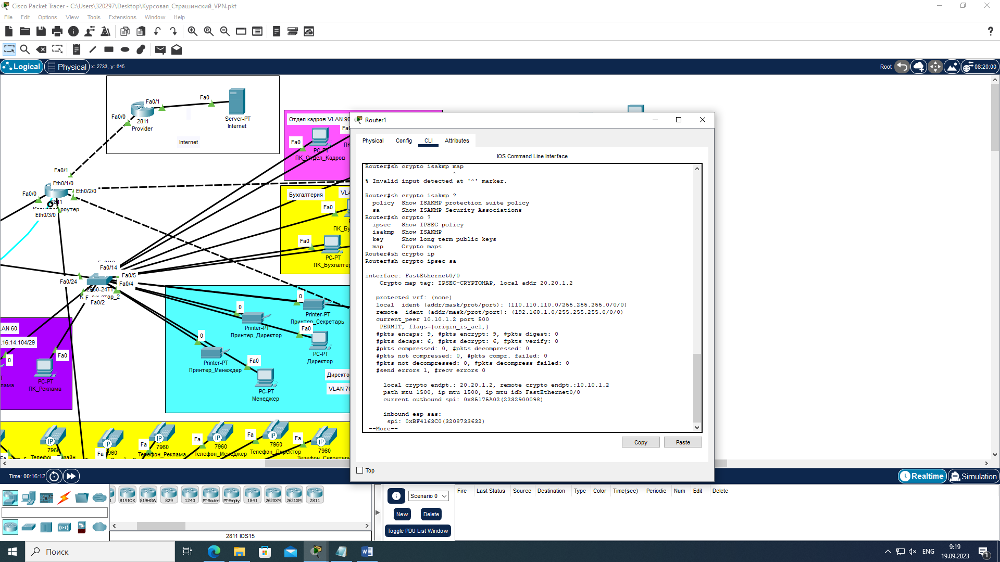 Cisco Packet Tracer - C:\Users\320297\Desktop\Курсовая_Страшинский_VPN.pkt
File Edit Options View Tools Extensions Window Help
Logical Physical x: 2733, y: 645
Root 08:20:00
Fa0/1
Fa0
Fa0/0
2811
Provider
Server-PT
Internet
Internet
Отдел кадров VLAN 90
Fa0
PC-PT
ПК_Отдел_Кадров
Fa0/1
Eth0/1/0
Fa0/0
Eth0/2/0
2811
Eth0/3/0
Бухгалтерия
Fa0
Fa0
PC-PT
ПК_Бухгалтер
Fa0/14
Fa0/5
Fa0/24
Fa0/4
2960-24TT
Fa0/2
LAN 60
.16.14.104/29
0
Fa0
PC-PT
ПК_Реклама
0
Printer-PT
Принтер_Секретарь
0
Printer-PT
Принтер_Директор
Fa0
PC-PT
Директор
0
Printer-PT
Принтер_Менеждер
Fa0
PC-PT
Менеджер
Директо
VLAN 70
IP
7960
IP
Fa
7960
IP
Fa
7960
Телефон_Реклама
IP
Fa
7960
Телефон_Менеджер
IP
Fa
7960
Телефон_Директор
IP
Fa
7960
Телефон_Секретарь
Router1
Physical Config CLI Attributes
IOS Command Line Interface
Router#sh crypto isakmp map
^
% Invalid input detected at '^' marker.
Router#sh crypto isakmp ?
policy Show ISAKMP protection suite policy
sa Show ISAKMP Security Associations
Router#sh crypto ?
ipsec Show IPSEC policy
isakmp Show ISAKMP
key Show long term public keys
map Crypto maps
Router#sh crypto ip
Router#sh crypto ipsec sa
interface: FastEthernet0/0
Crypto map tag: IPSEC-CRYPTOMAP, local addr 20.20.1.2
protected vrf: (none)
local ident (addr/mask/prot/port): (110.110.110.0/255.255.255.0/0/0)
remote ident (addr/mask/prot/port): (192.168.1.0/255.255.255.0/0/0)
current_peer 10.10.1.2 port 500
PERMIT, flags={origin_is_acl,}
#pkts encaps: 9, #pkts encrypt: 9, #pkts digest: 0
#pkts decaps: 6, #pkts decrypt: 6, #pkts verify: 0
#pkts compressed: 0, #pkts decompressed: 0
#pkts not compressed: 0, #pkts compr. failed: 0
#pkts not decompressed: 0, #pkts decompress failed: 0
#send errors 1, #recv errors 0
local crypto endpt.: 20.20.1.2, remote crypto endpt.:10.10.1.2
path mtu 1500, ip mtu 1500, ip mtu idb FastEthernet0/0
current outbound spi: 0x85175A02(2232900098)
inbound esp sas:
spi: 0xBF4163C0(3208733632)
--More--
Copy Paste
Top
Time: 00:16:12
Realtime Simulation
819IOX 819HGW 829 1240 PT-Router PT-Empty 1841 2620XM 2621XM 2811
2811 IOS15
Scenario 0
New Delete
Toggle PDU List Window
Fire Last Status Source Destination Type Color Time(sec) Periodic Num Edit Delete
Поиск
ENG
9:19
19.09.2023
1